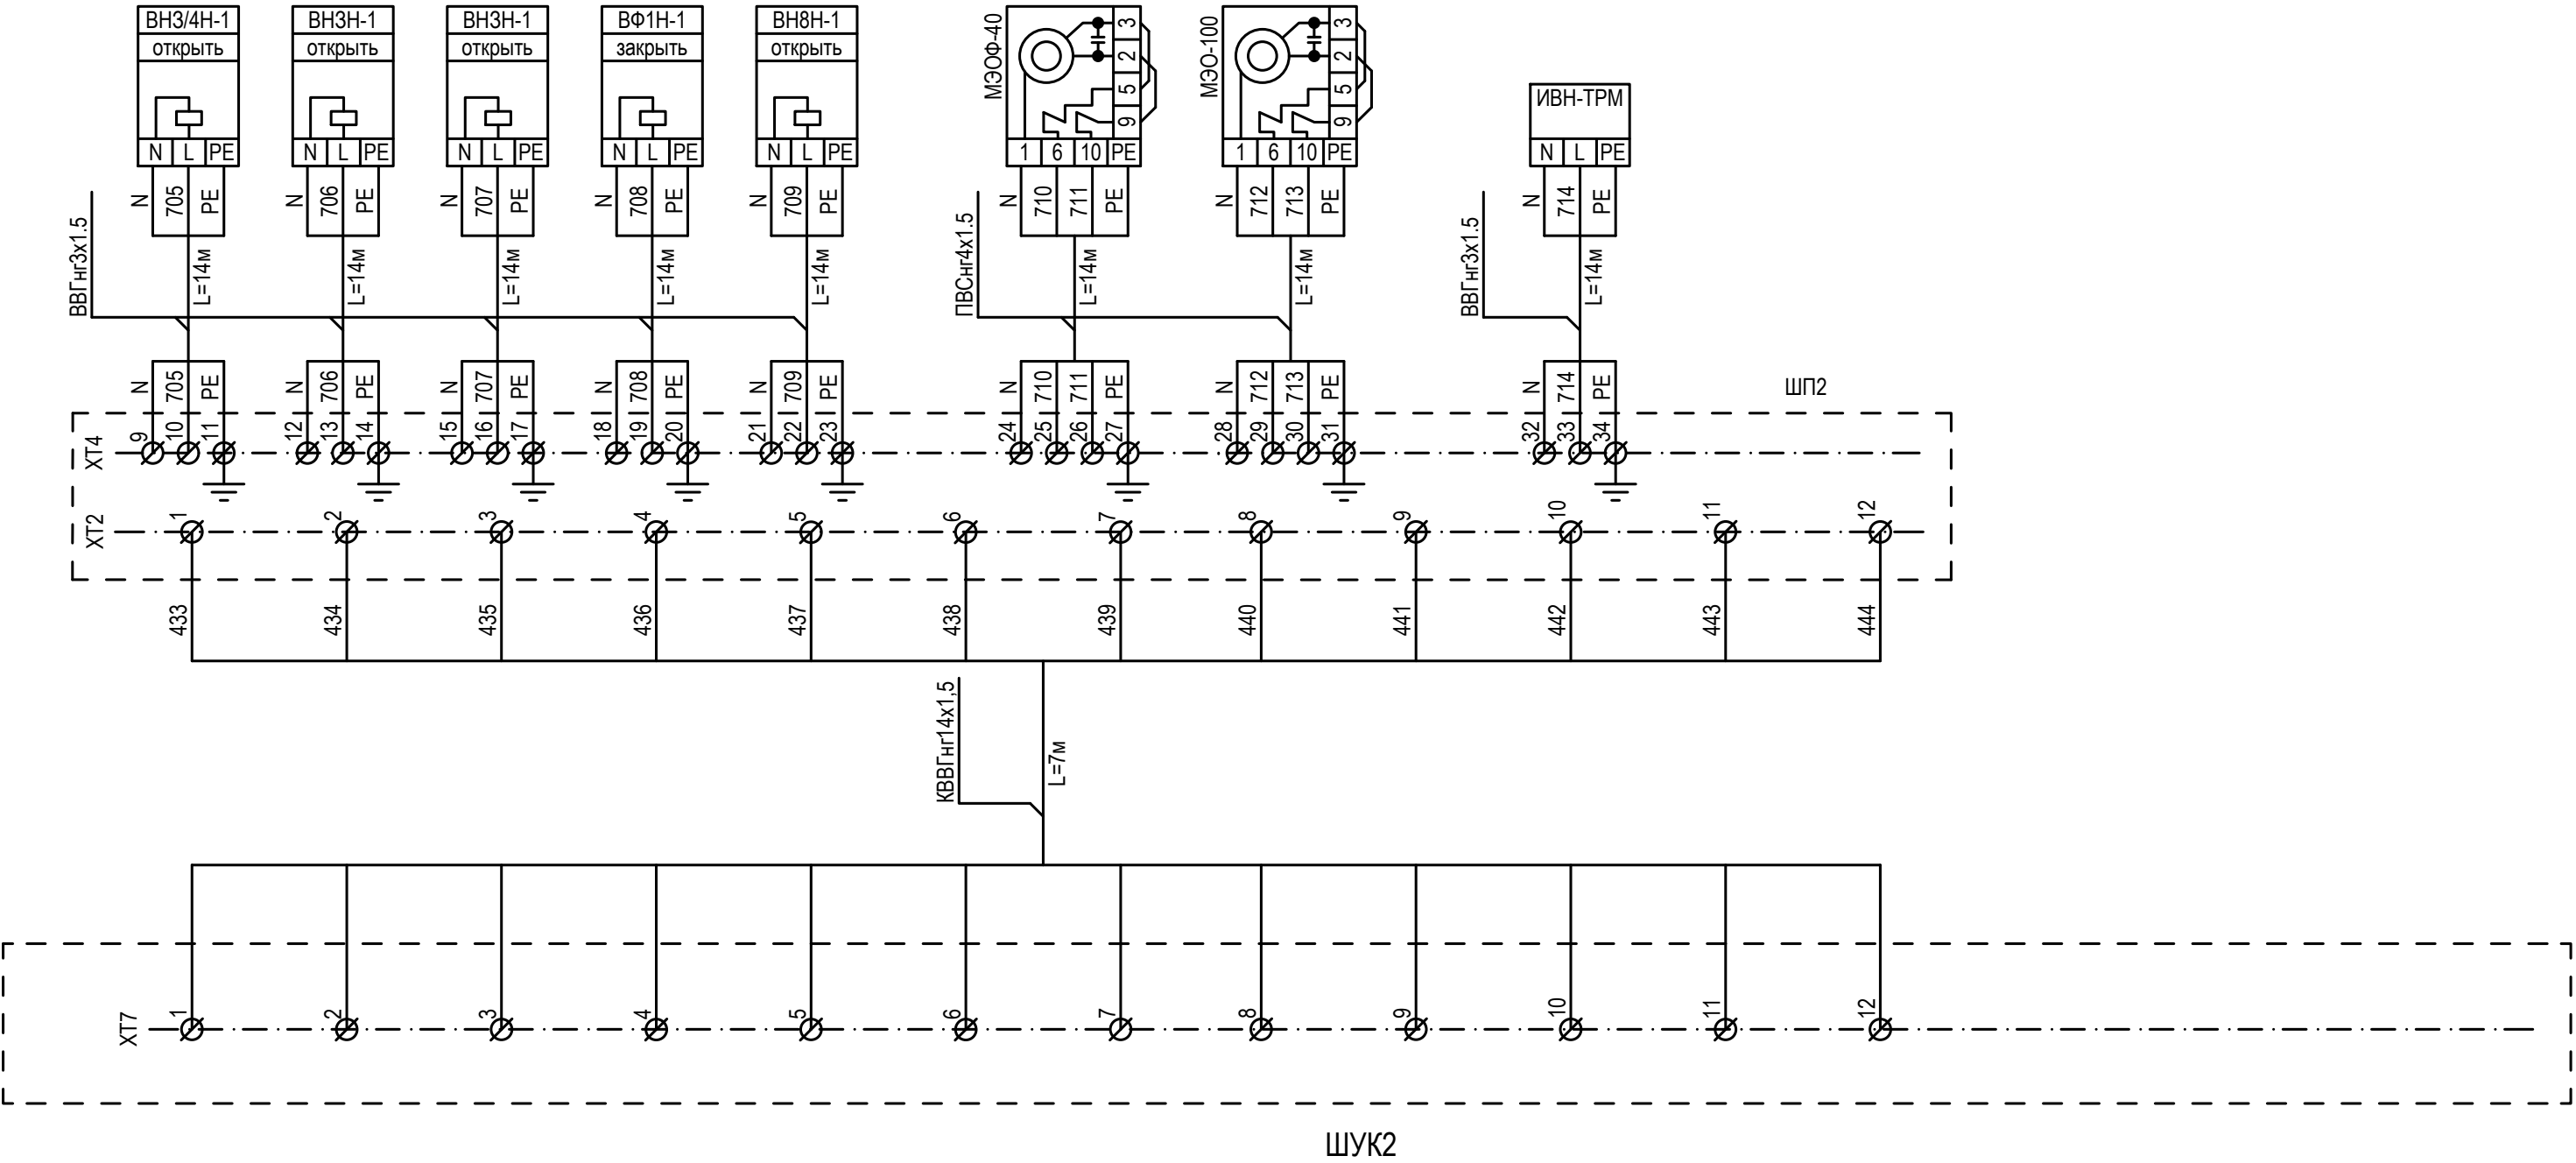 ВН3/4Н-1
открыть
N L PE
ВН3Н-1
открыть
N L PE
ВН3Н-1
открыть
N L PE
ВФ1Н-1
закрыть
N L PE
ВН8Н-1
открыть
N L PE
МЭОФ-40
3
2
5
9
1 6 10 PE
МЭО-100
3
2
5
9
1 6 10 PE
ИВН-ТРМ
N L PE
N 705 PE
N 706 PE
N 707 PE
N 708 PE
N 709 PE
N 710 711 PE
N 712 713 PE
N 714 PE
ВВГнг3х1.5
L=14м
L=14м
L=14м
L=14м
L=14м
ПВСнг4х1.5
L=14м
L=14м
ВВГнг3х1.5
L=14м
N 705 PE
N 706 PE
N 707 PE
N 708 PE
N 709 PE
N 710 711 PE
N 712 713 PE
N 714 PE
ШП2
ХТ4
9 10 11 12 13 14 15 16 17 18 19 20 21 22 23 24 25 26 27 28 29 30 31 32 33 34
ХТ2
1 2 3 4 5 6 7 8 9 10 11 12
433 434 435 436 437 438 439 440 441 442 443 444
КВВГнг14х1,5
L=7м
ХТ7
1 2 3 4 5 6 7 8 9 10 11 12
ШУК2